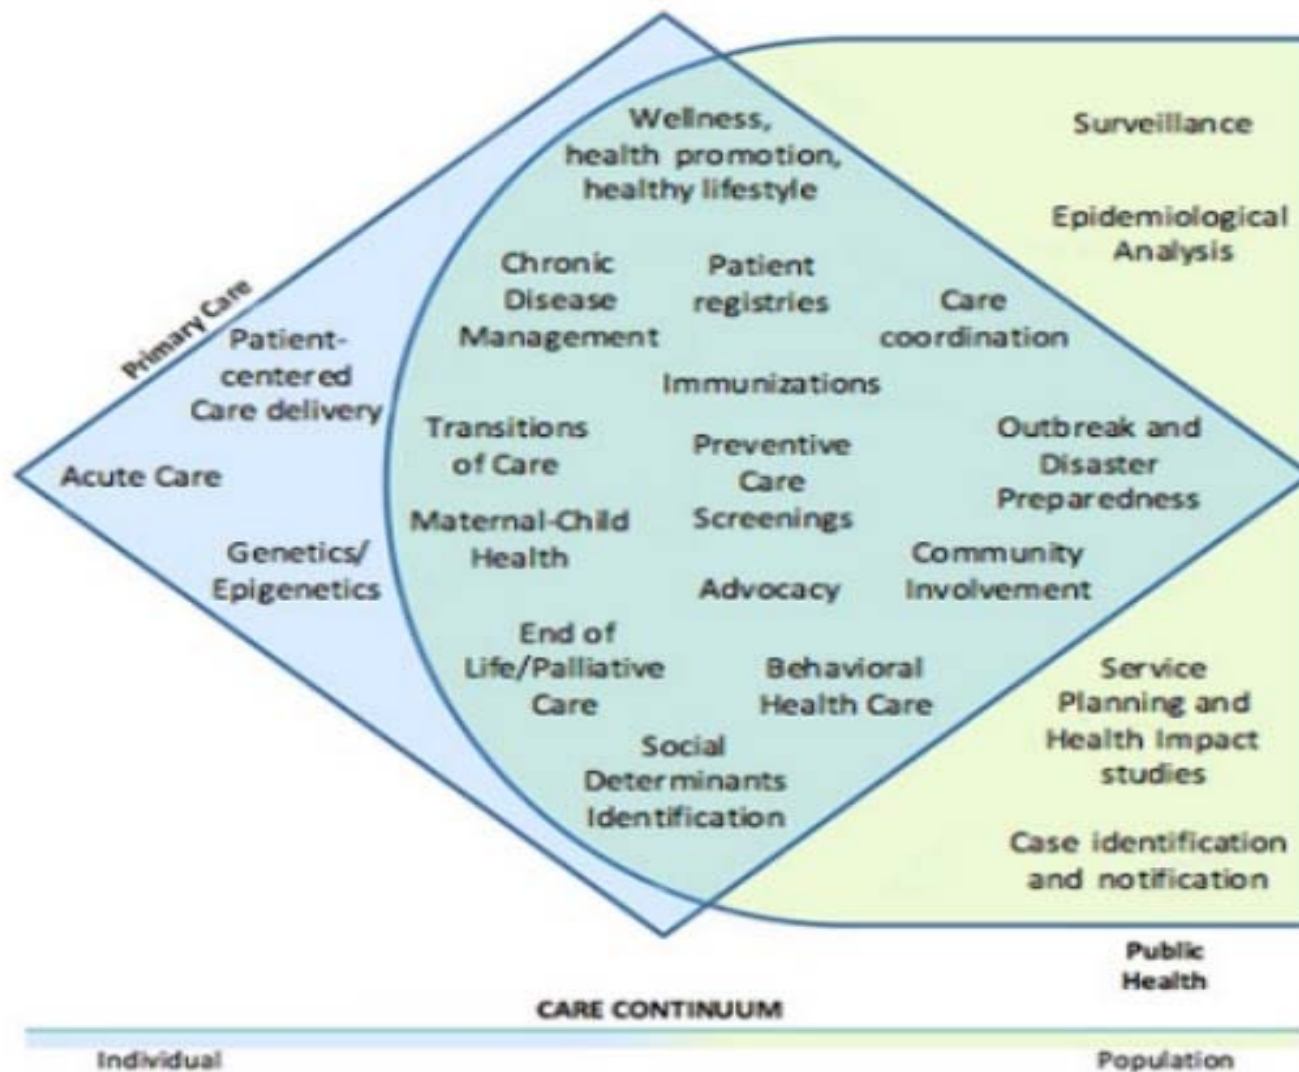 Wellness,
health promotion,
healthy lifestyle
Surveillance
Epidemiological
Analysis
Chronic
Disease
Management
Patient
registries
Care
coordination
Primary Care
Patient-
centered
Care delivery
Immunizations
Transitions
of Care
Preventive
Care
Screenings
Outbreak and
Disaster
Preparedness
Acute Care
Maternal-Child
Health
Genetics/
Epigenetics
Advocacy
Community
Involvement
End of
Life/Palliative
Care
Behavioral
Health Care
Service
Planning and
Health Impact
studies
Social
Determinants
Identification
Case identification
and notification
Public
Health
CARE CONTINUUM
Individual
Population